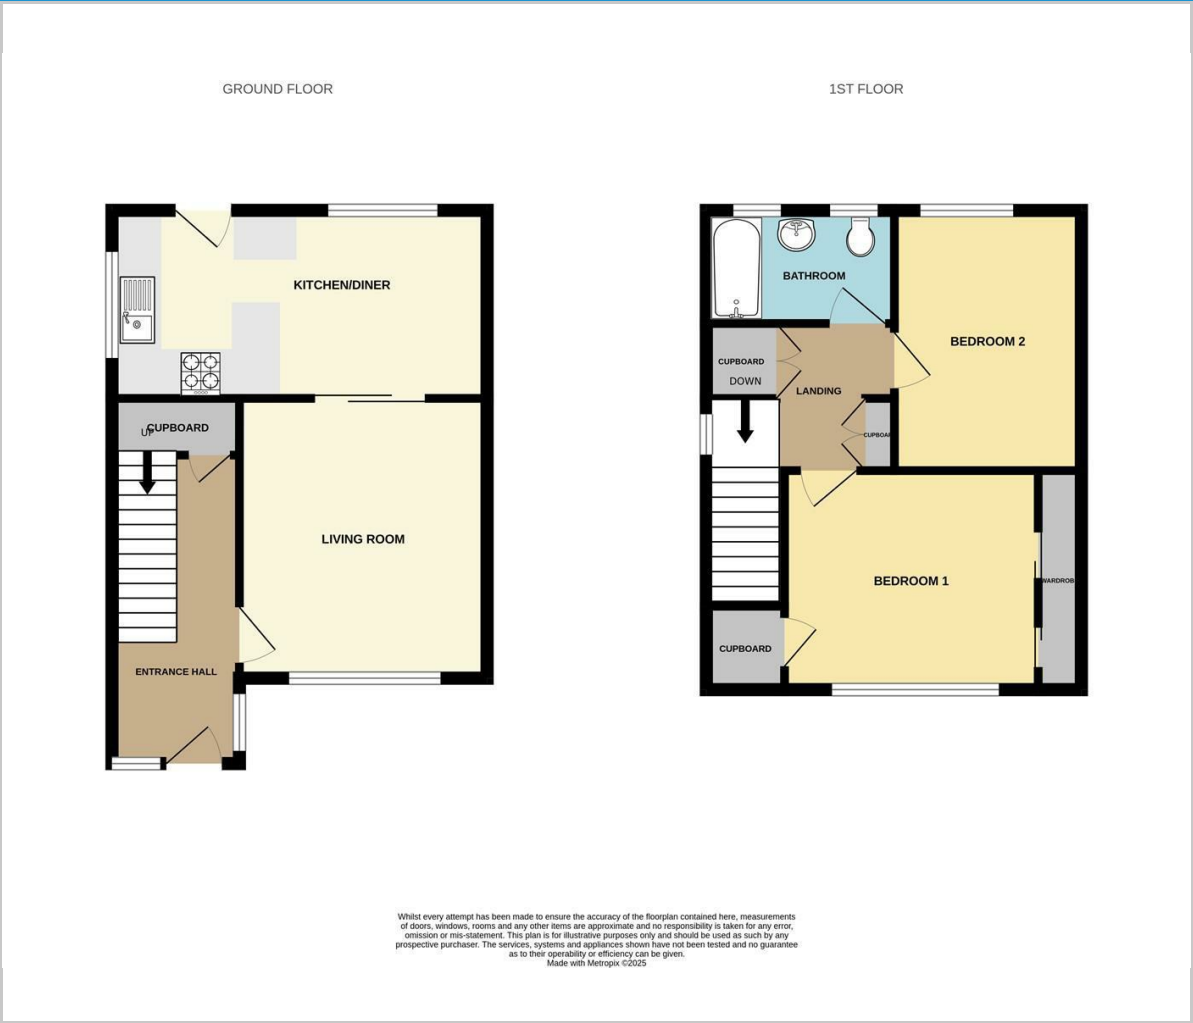 GROUND FLOOR
1ST FLOOR
KITCHEN/DINER
CUPBOARD
UP
LIVING ROOM
ENTRANCE HALL
BATHROOM
BEDROOM 2
CUPBOARD
DOWN
LANDING
CUPBOAR
BEDROOM 1
WARDROB
CUPBOARD
Whilst every attempt has been made to ensure the accuracy of the floorplan contained here, measurements
of doors, windows, rooms and any other items are approximate and no responsibility is taken for any error,
omission or mis-statement. This plan is for illustrative purposes only and should be used as such by any
prospective purchaser. The services, systems and appliances shown have not been tested and no guarantee
as to their operability or efficiency can be given.
Made with Metropix ©2025